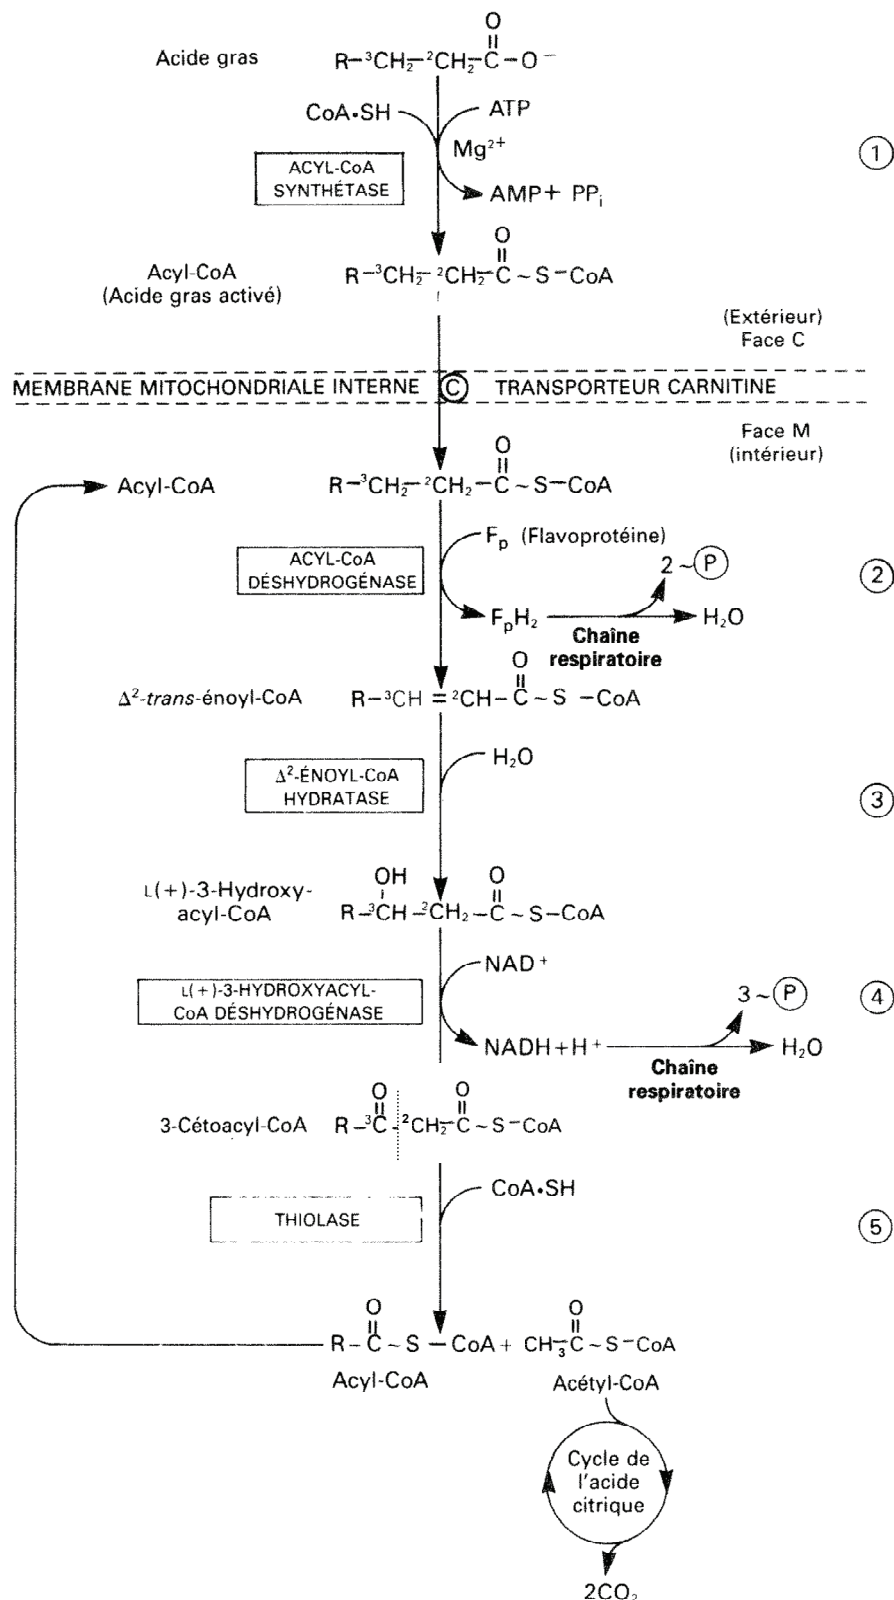 O
Acide gras R–³CH₂–²CH₂–C–O⁻
CoA•SH ATP
Mg²⁺ ①
ACYL-CoA
SYNTHÉTASE
AMP + PPᵢ
O
Acyl-CoA R–³CH₂–²CH₂–C~S–CoA
(Acide gras activé)
(Extérieur)
Face C
MEMBRANE MITOCHONDRIALE INTERNE Ⓒ TRANSPORTEUR CARNITINE
Face M
(intérieur)
O
Acyl-CoA R–³CH₂–²CH₂–C~S–CoA
Fₚ (Flavoprotéine)
ACYL-CoA
DÉSHYDROGÉNASE
2~Ⓟ ②
FₚH₂ H₂O
Chaîne
respiratoire
O
Δ²-trans-énoyl-CoA R–³CH=²CH–C~S–CoA
H₂O
Δ²-ÉNOYL-CoA
HYDRATASE
③
OH O
L(+)-3-Hydroxy-
acyl-CoA R–³CH–²CH₂–C~S–CoA
NAD⁺
L(+)-3-HYDROXYACYL-
CoA DÉSHYDROGÉNASE
3~Ⓟ ④
NADH+H⁺ H₂O
Chaîne
respiratoire
O O
3-Cétoacyl-CoA R–³C–²CH₂–C~S–CoA
CoA•SH
THIOLASE ⑤
O O
R–C~S–CoA + CH₃–C~S–CoA
Acyl-CoA Acétyl-CoA
Cycle de
l'acide
citrique
2CO₂